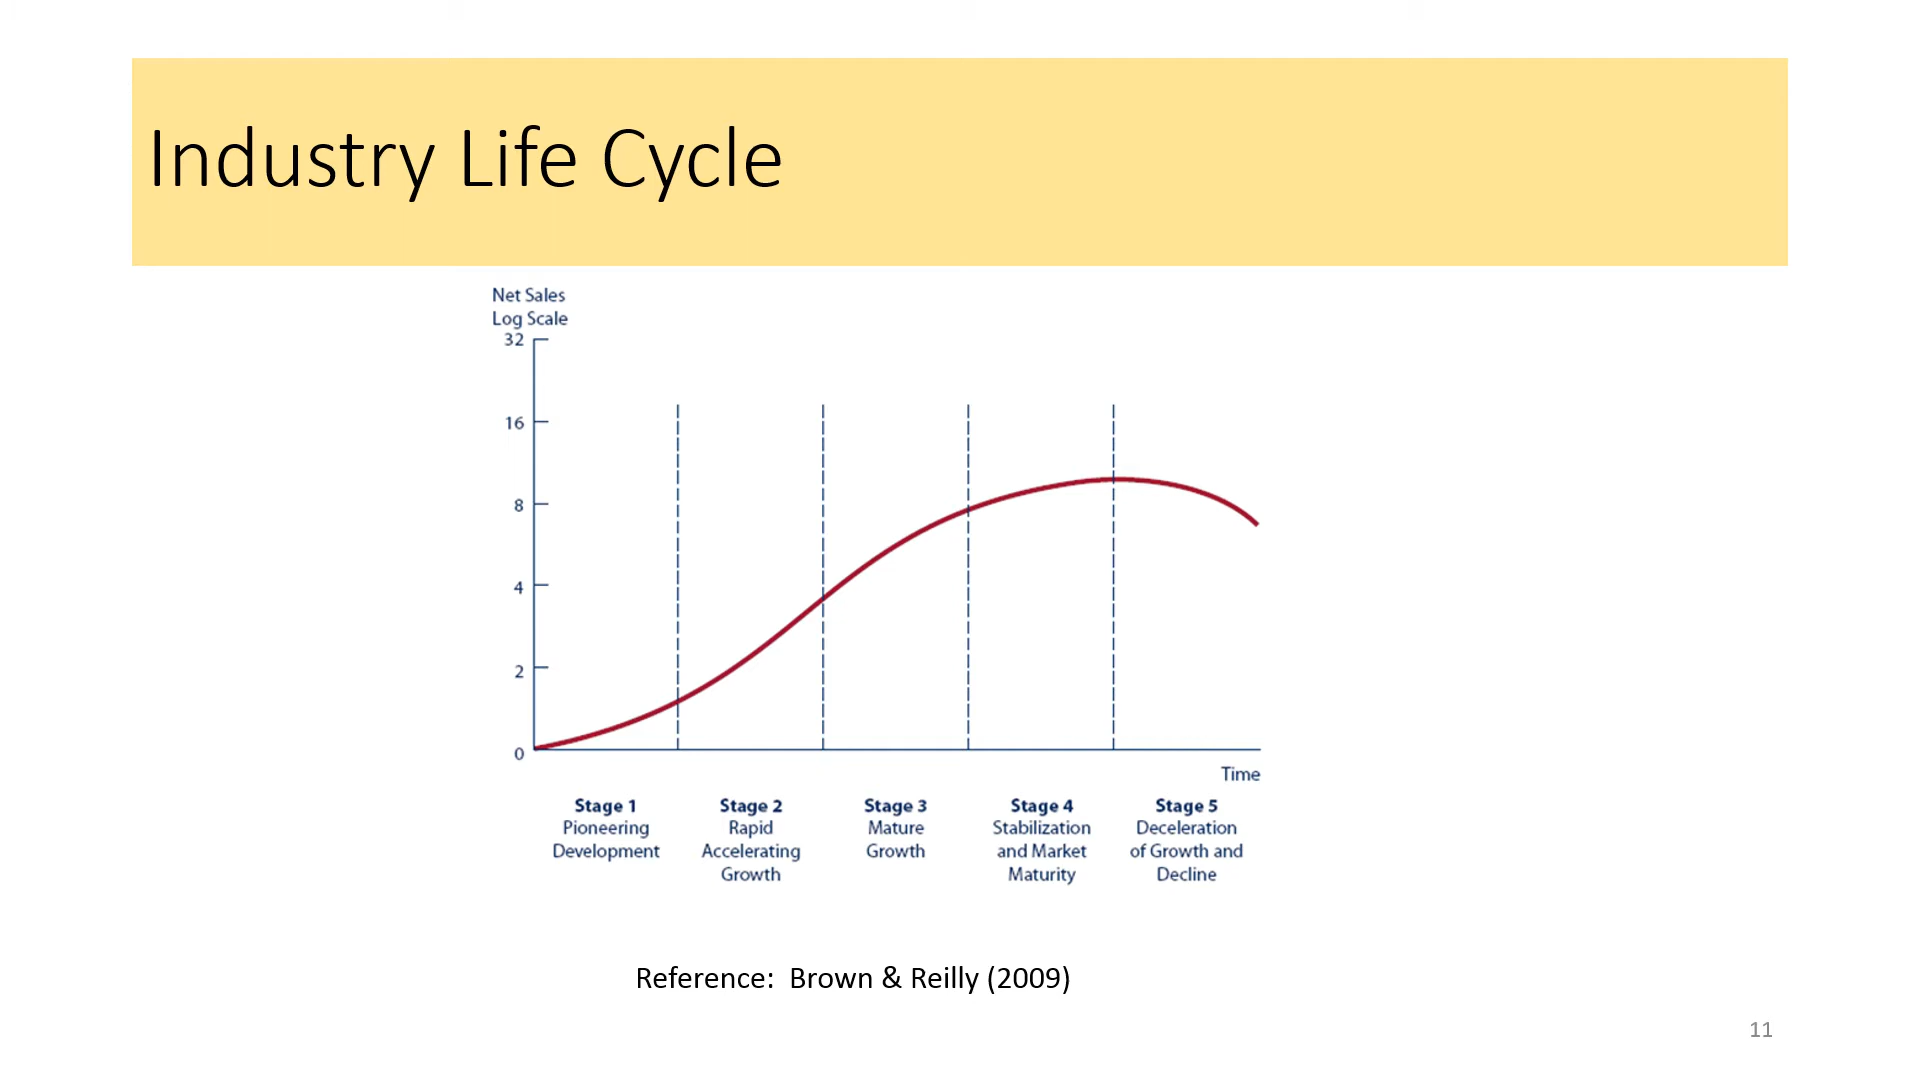 Industry Life Cycle
Net Sales
Log Scale
32
16
8
4
2
0
Time
Stage 1
Pioneering
Development
Stage 2
Rapid
Accelerating
Growth
Stage 3
Mature
Growth
Stage 4
Stabilization
and Market
Maturity
Stage 5
Deceleration
of Growth and
Decline
Reference:  Brown & Reilly (2009)
11